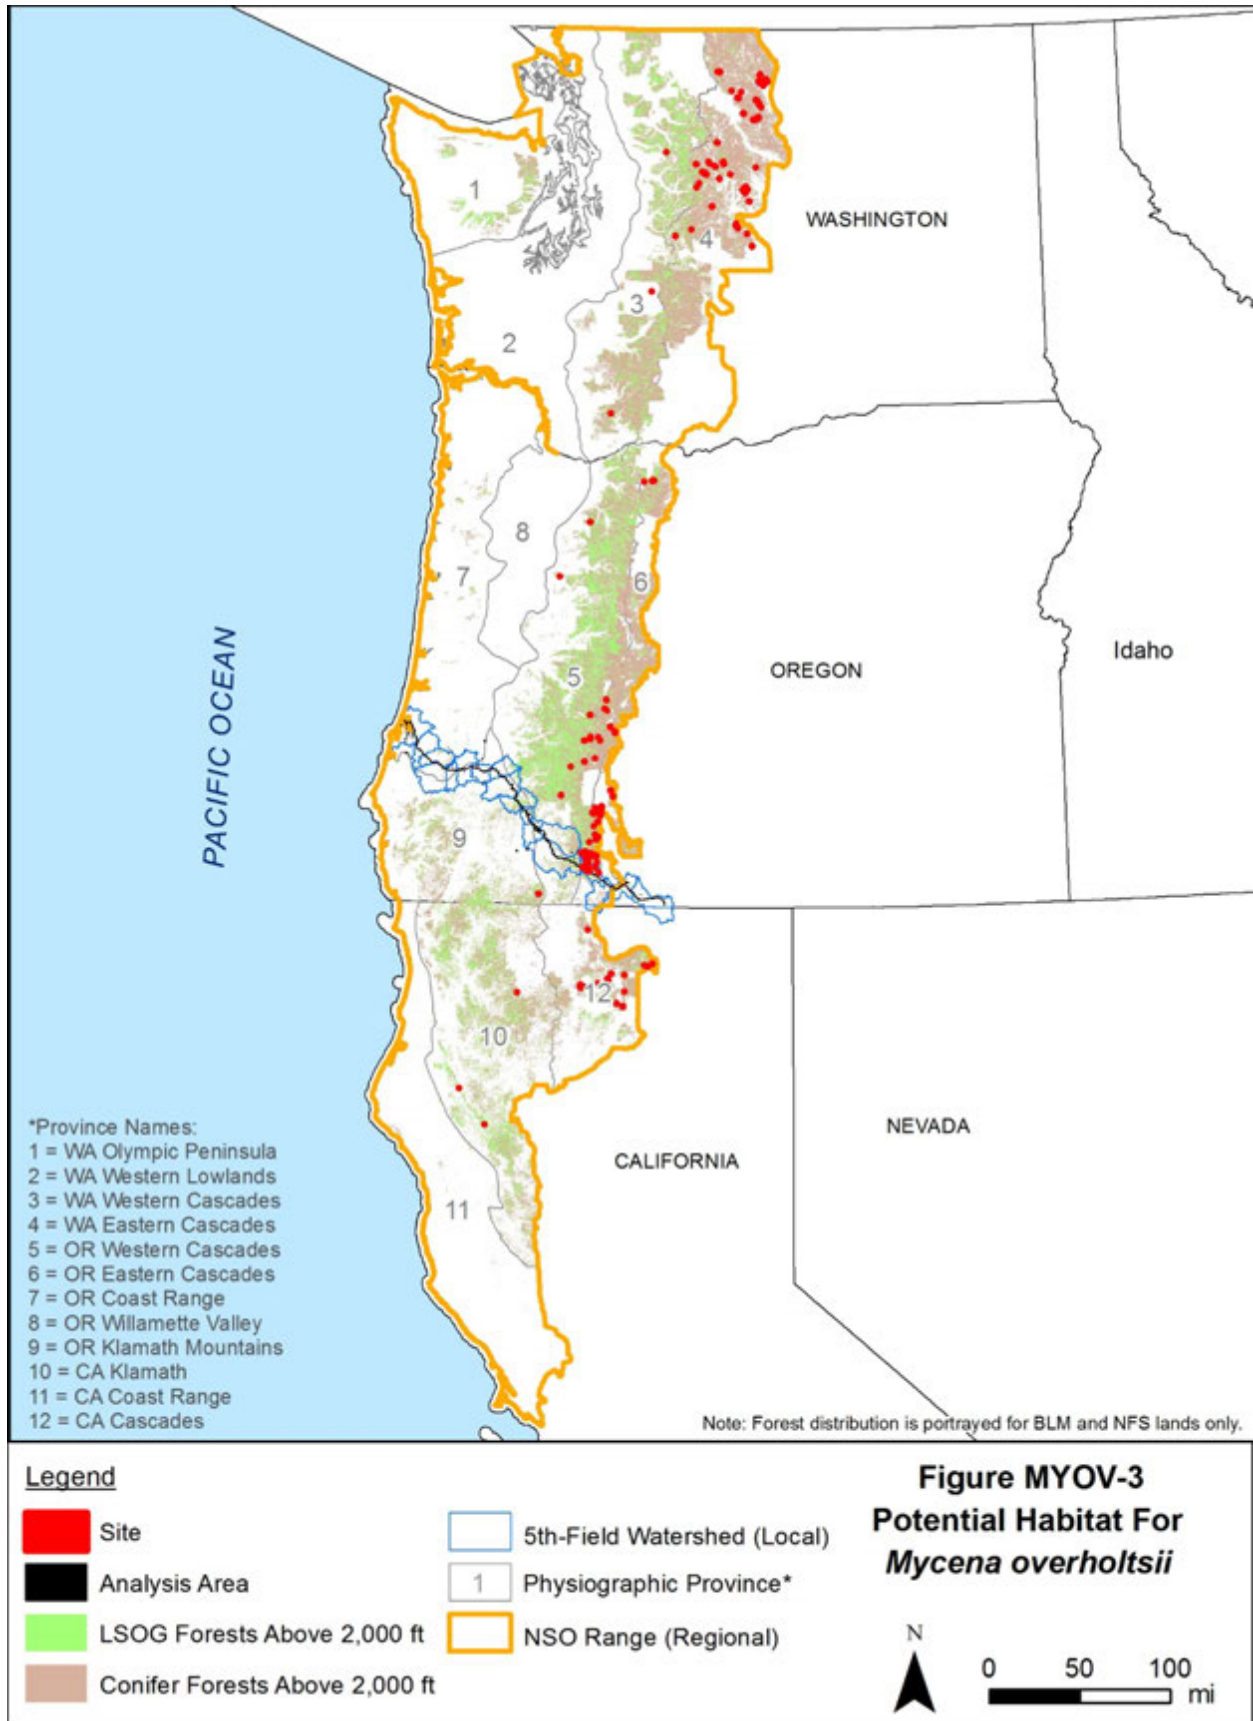 WASHINGTON
1
2
3
4
PACIFIC OCEAN
7
8
6
5
OREGON
Idaho
9
10
12
11
CALIFORNIA
NEVADA
*Province Names:
1 = WA Olympic Peninsula
2 = WA Western Lowlands
3 = WA Western Cascades
4 = WA Eastern Cascades
5 = OR Western Cascades
6 = OR Eastern Cascades
7 = OR Coast Range
8 = OR Willamette Valley
9 = OR Klamath Mountains
10 = CA Klamath
11 = CA Coast Range
12 = CA Cascades
Note: Forest distribution is portrayed for BLM and NFS lands only.
Legend
Site
Analysis Area
LSOG Forests Above 2,000 ft
Conifer Forests Above 2,000 ft
5th-Field Watershed (Local)
1 Physiographic Province*
NSO Range (Regional)
Figure MYOV-3
Potential Habitat For
Mycena overholtsii
N
0 50 100
mi